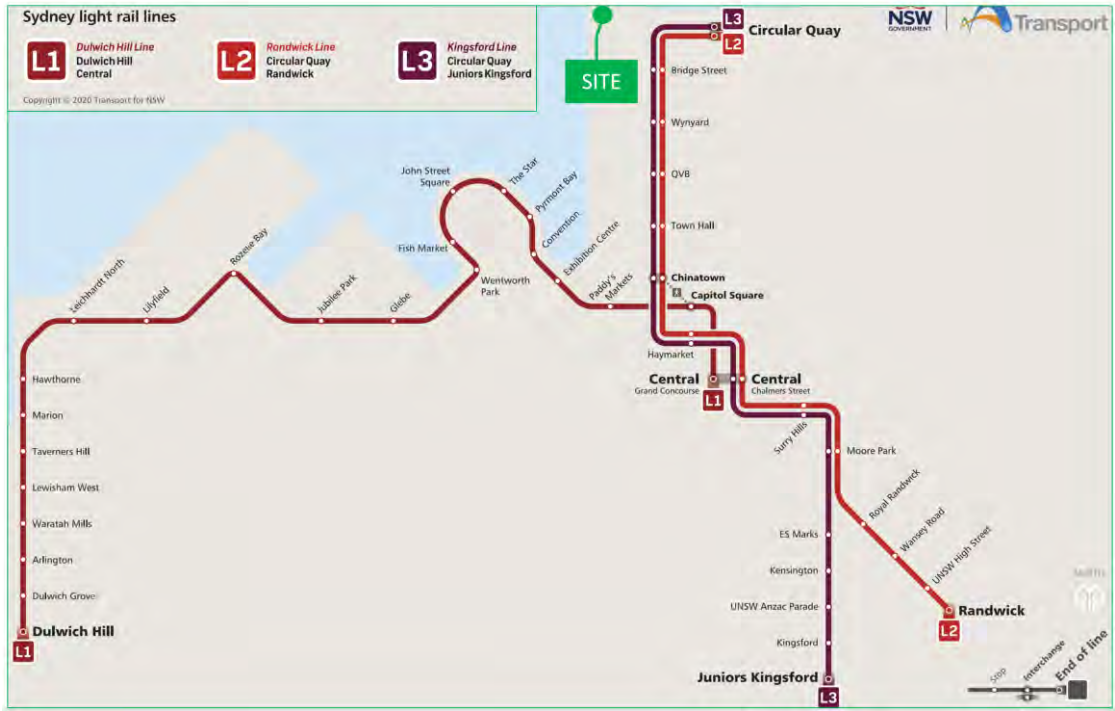 Sydney light rail lines
L1
Dulwich Hill Line
Dulwich Hill
Central
L2
Randwick Line
Circular Quay
Randwick
L3
Kingsford Line
Circular Quay
Juniors Kingsford
Copyright © 2020 Transport for NSW
SITE
NSW
GOVERNMENT
Transport
L3
L2
Circular Quay
Bridge Street
Wynyard
QVB
Town Hall
Chinatown
Capitol Square
Haymarket
Central
Grand Concourse
L1
Central
Chalmers Street
Surry Hills
Moore Park
Royal Randwick
Wansey Road
UNSW High Street
Randwick
L2
ES Marks
Kensington
UNSW Anzac Parade
Kingsford
Juniors Kingsford
L3
Paddy's
Markets
Exhibition Centre
Convention
Pyrmont Bay
The Star
John Street
Square
Fish Market
Wentworth
Park
Glebe
Jubilee Park
Rozelle Bay
Lilyfield
Leichhardt North
Hawthorne
Marion
Taverners Hill
Lewisham West
Waratah Mills
Arlington
Dulwich Grove
Dulwich Hill
L1
NORTH
Stop
Interchange
End of line